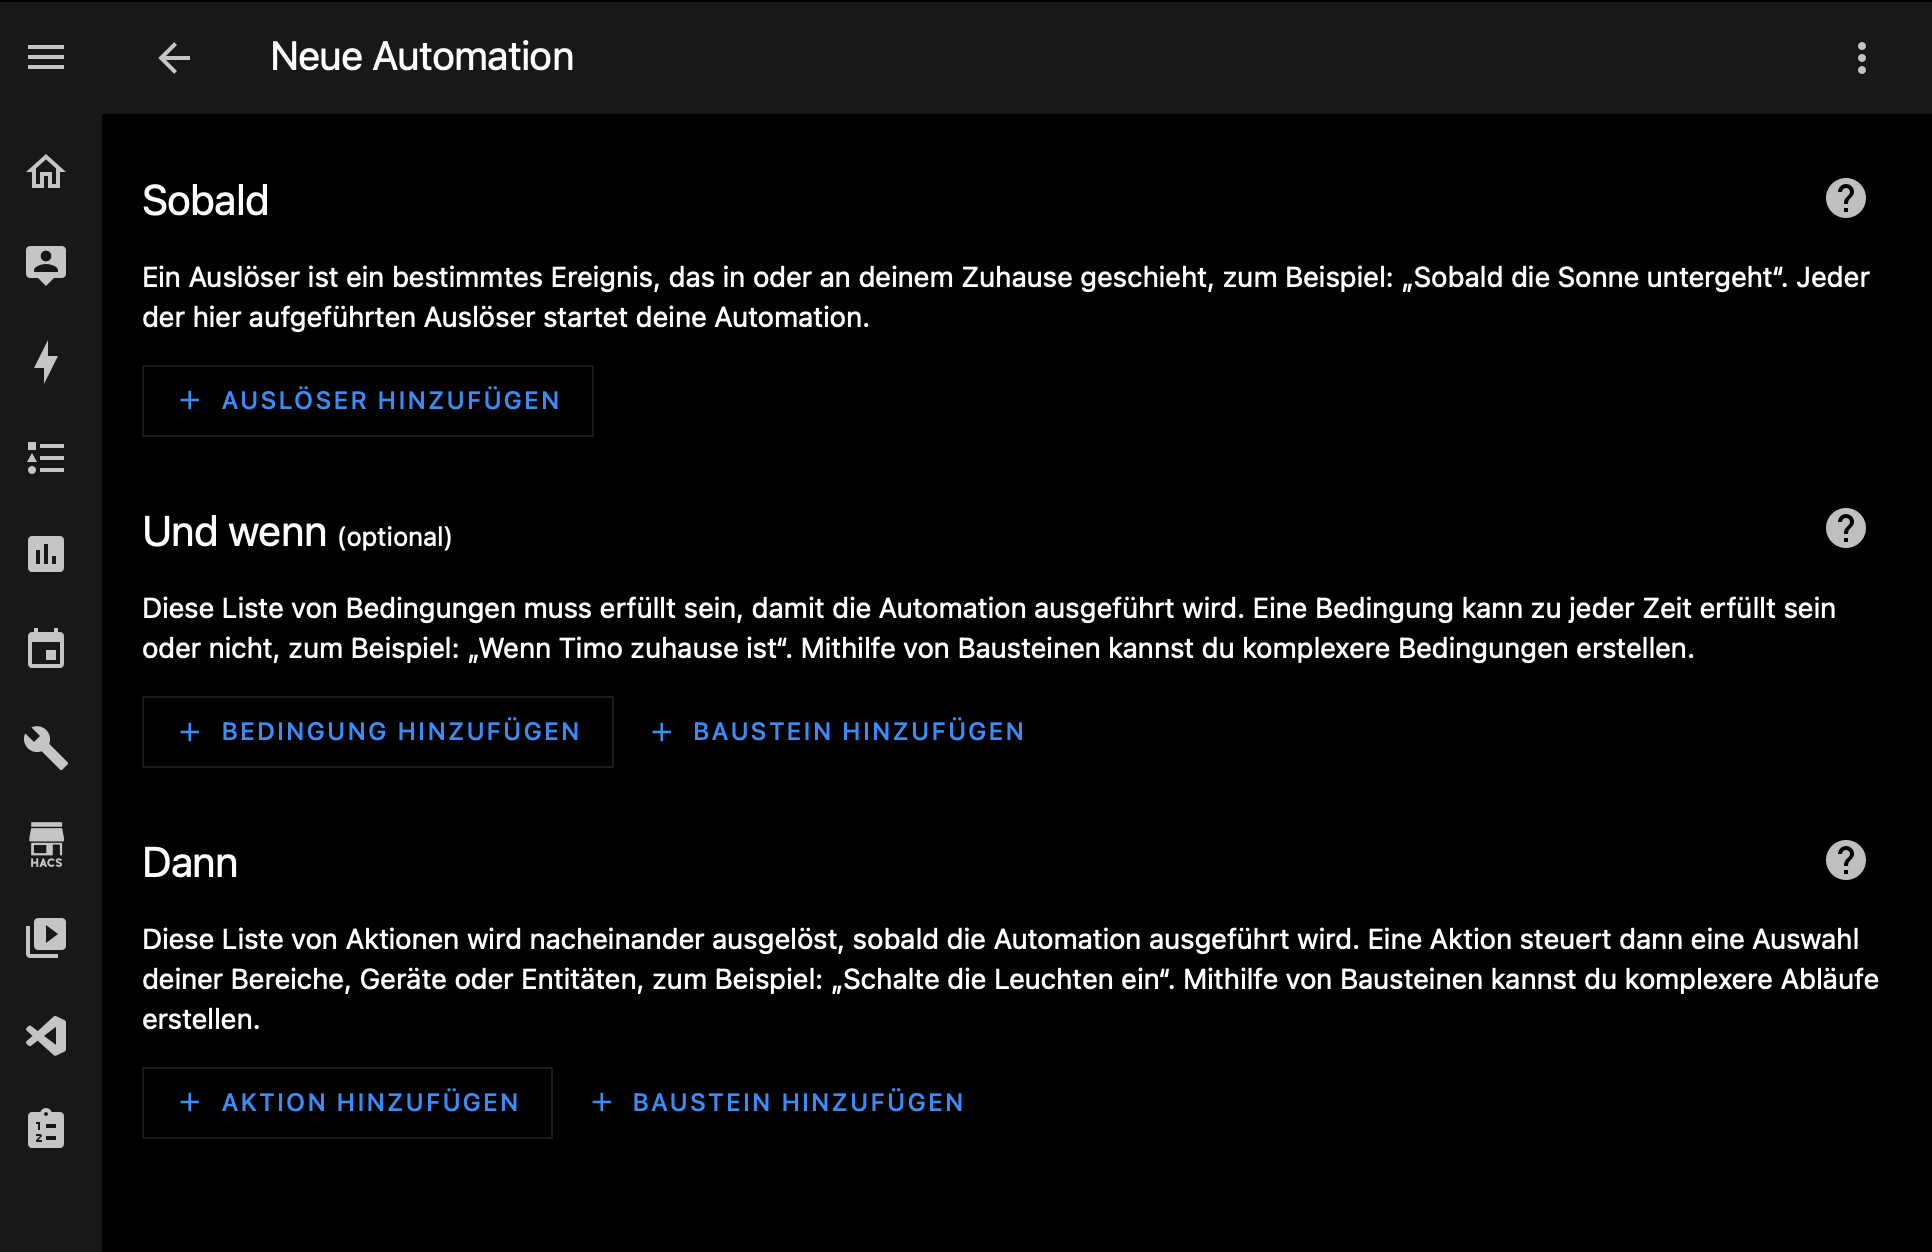 Neue Automation
Sobald
Ein Auslöser ist ein bestimmtes Ereignis, das in oder an deinem Zuhause geschieht, zum Beispiel: „Sobald die Sonne untergeht“. Jeder
der hier aufgeführten Auslöser startet deine Automation.
+ AUSLÖSER HINZUFÜGEN
Und wenn (optional)
Diese Liste von Bedingungen muss erfüllt sein, damit die Automation ausgeführt wird. Eine Bedingung kann zu jeder Zeit erfüllt sein
oder nicht, zum Beispiel: „Wenn Timo zuhause ist“. Mithilfe von Bausteinen kannst du komplexere Bedingungen erstellen.
+ BEDINGUNG HINZUFÜGEN + BAUSTEIN HINZUFÜGEN
HACS
Dann
Diese Liste von Aktionen wird nacheinander ausgelöst, sobald die Automation ausgeführt wird. Eine Aktion steuert dann eine Auswahl
deiner Bereiche, Geräte oder Entitäten, zum Beispiel: „Schalte die Leuchten ein“. Mithilfe von Bausteinen kannst du komplexere Abläufe
erstellen.
+ AKTION HINZUFÜGEN + BAUSTEIN HINZUFÜGEN